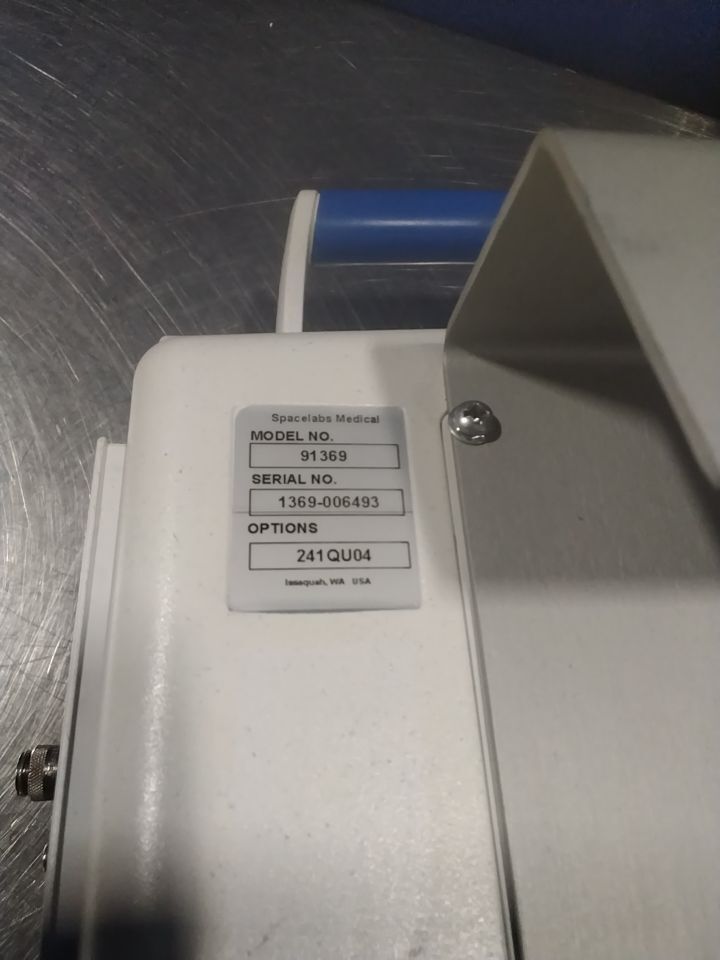 Spacelabs Medical
MODEL NO.
91369
SERIAL NO.
1369-006493
OPTIONS
241QU04
Issaquah, WA USA